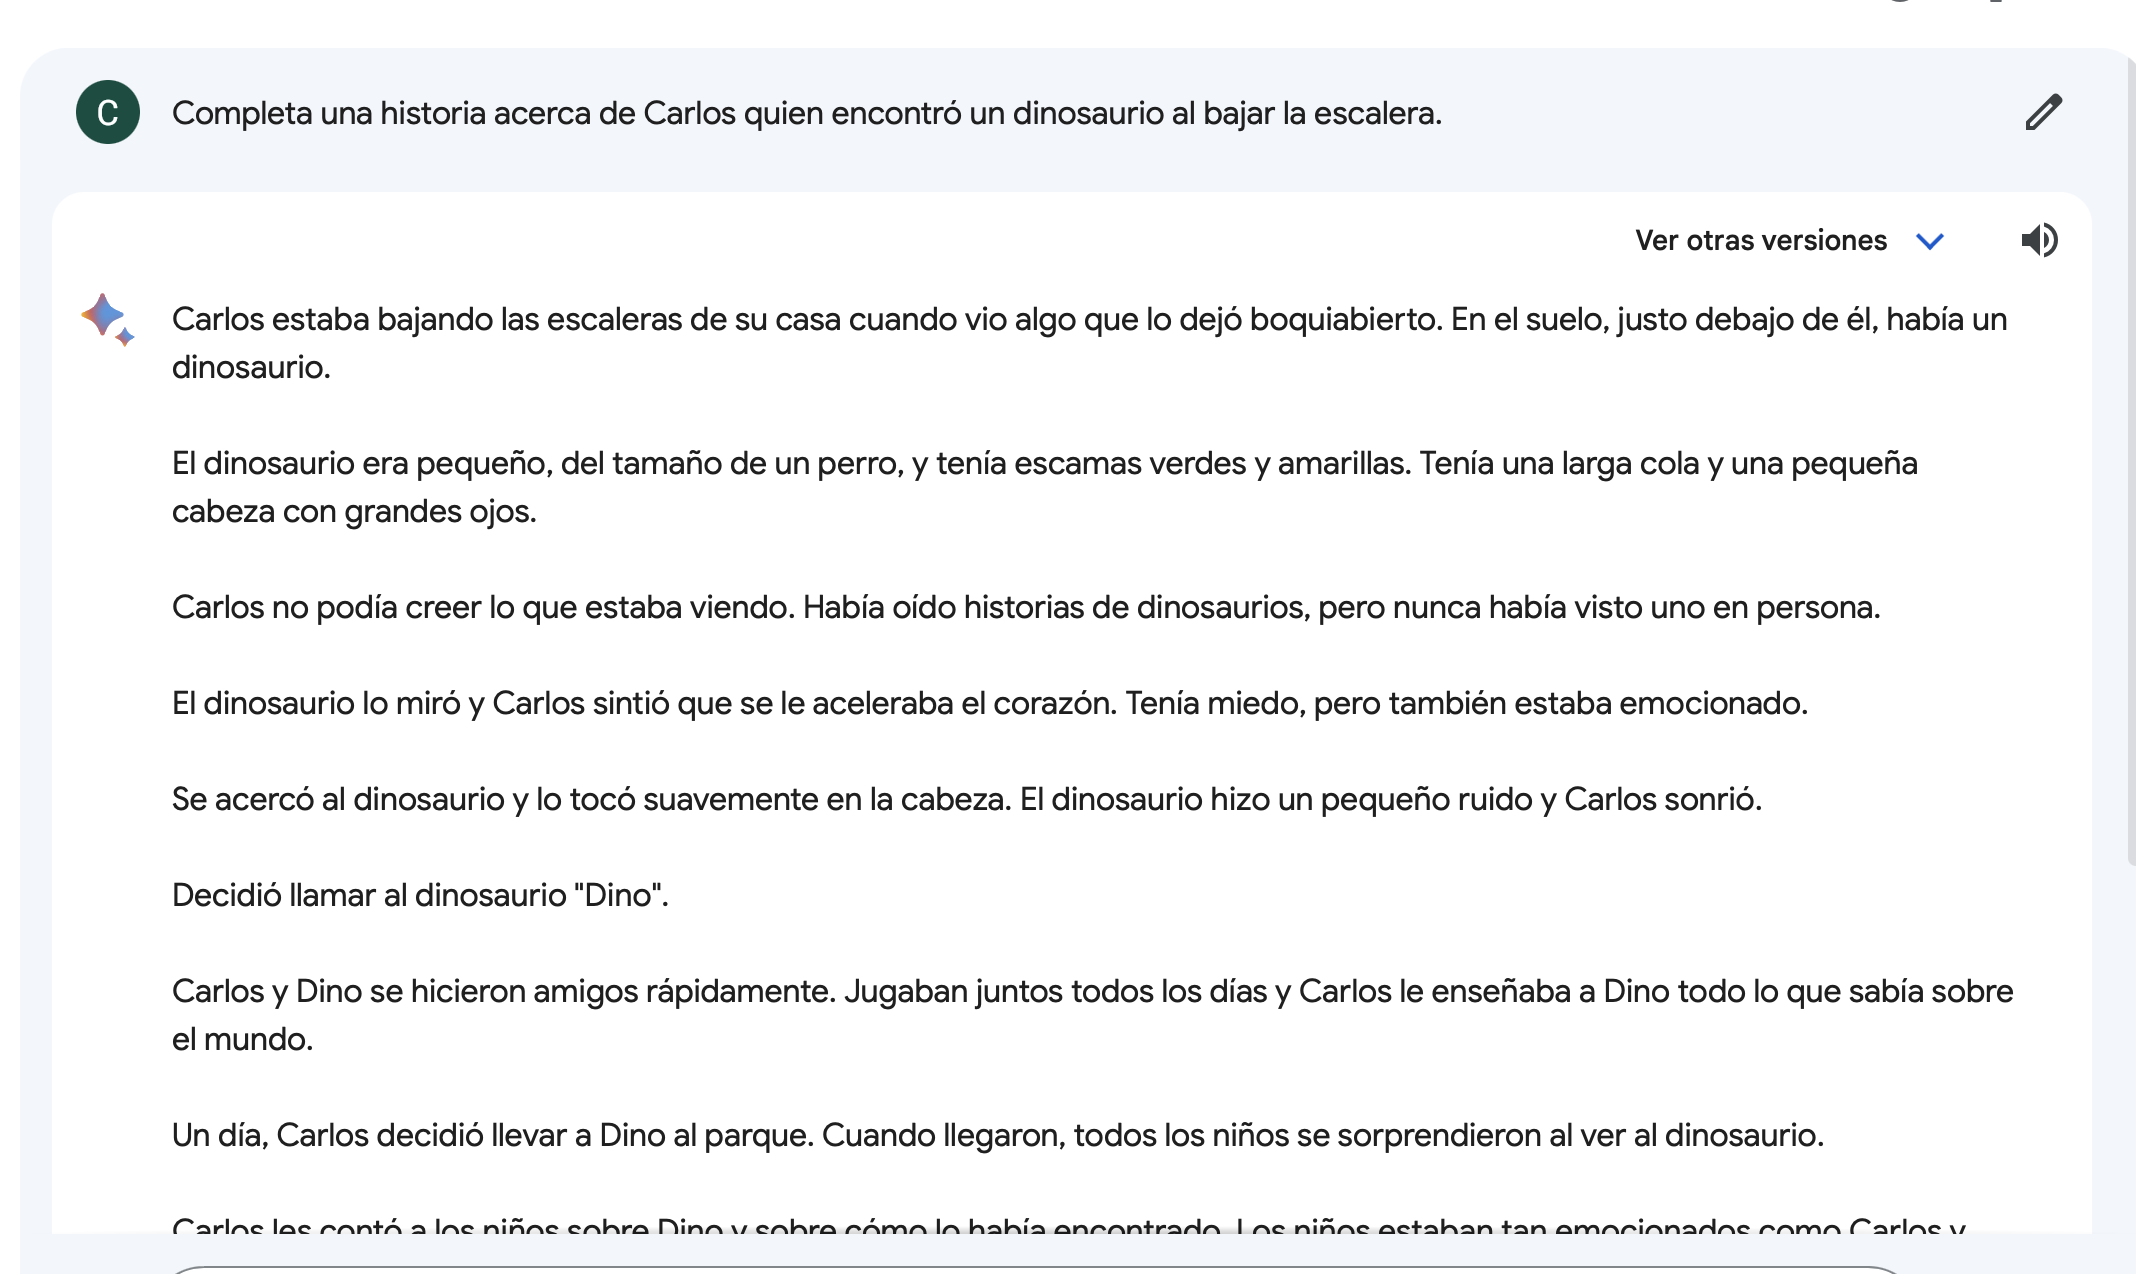 C
Completa una historia acerca de Carlos quien encontró un dinosaurio al bajar la escalera.
Ver otras versiones
Carlos estaba bajando las escaleras de su casa cuando vio algo que lo dejó boquiabierto. En el suelo, justo debajo de él, había un
dinosaurio.
El dinosaurio era pequeño, del tamaño de un perro, y tenía escamas verdes y amarillas. Tenía una larga cola y una pequeña
cabeza con grandes ojos.
Carlos no podía creer lo que estaba viendo. Había oído historias de dinosaurios, pero nunca había visto uno en persona.
El dinosaurio lo miró y Carlos sintió que se le aceleraba el corazón. Tenía miedo, pero también estaba emocionado.
Se acercó al dinosaurio y lo tocó suavemente en la cabeza. El dinosaurio hizo un pequeño ruido y Carlos sonrió.
Decidió llamar al dinosaurio "Dino".
Carlos y Dino se hicieron amigos rápidamente. Jugaban juntos todos los días y Carlos le enseñaba a Dino todo lo que sabía sobre
el mundo.
Un día, Carlos decidió llevar a Dino al parque. Cuando llegaron, todos los niños se sorprendieron al ver al dinosaurio.
Carlos les contó a los niños sobre Dino y sobre cómo lo había encontrado. Los niños estaban tan emocionados como Carlos y